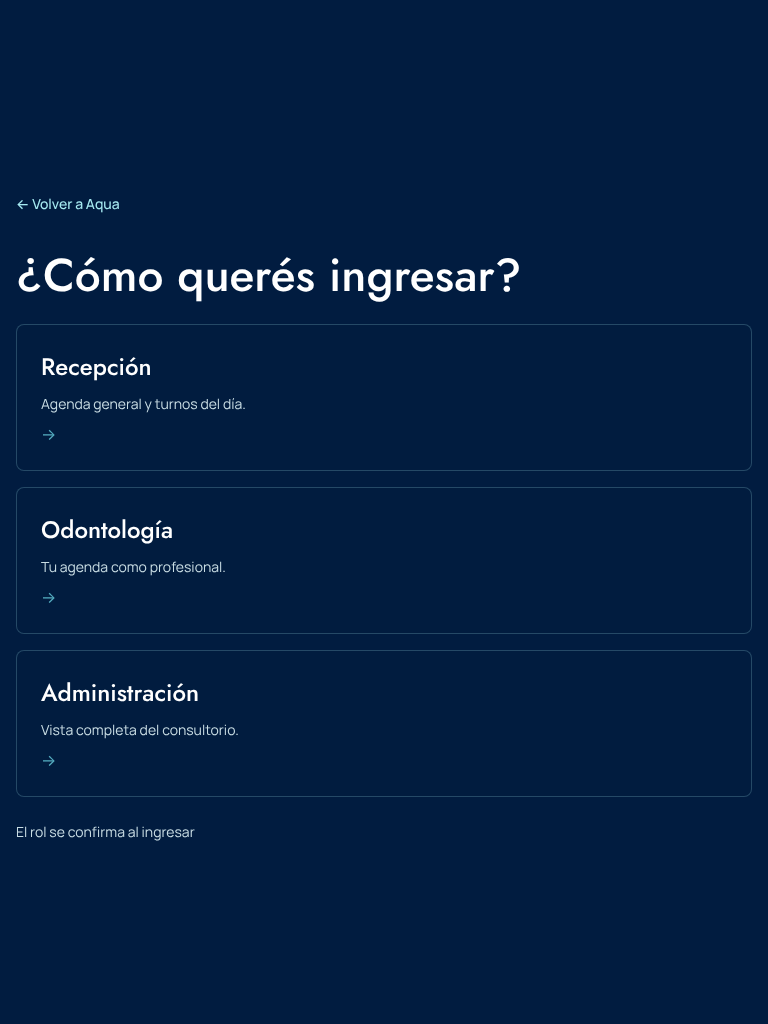 ← Volver a Aqua
¿Cómo querés ingresar?
Recepción
Agenda general y turnos del día.
→
Odontología
Tu agenda como profesional.
→
Administración
Vista completa del consultorio.
→
El rol se confirma al ingresar